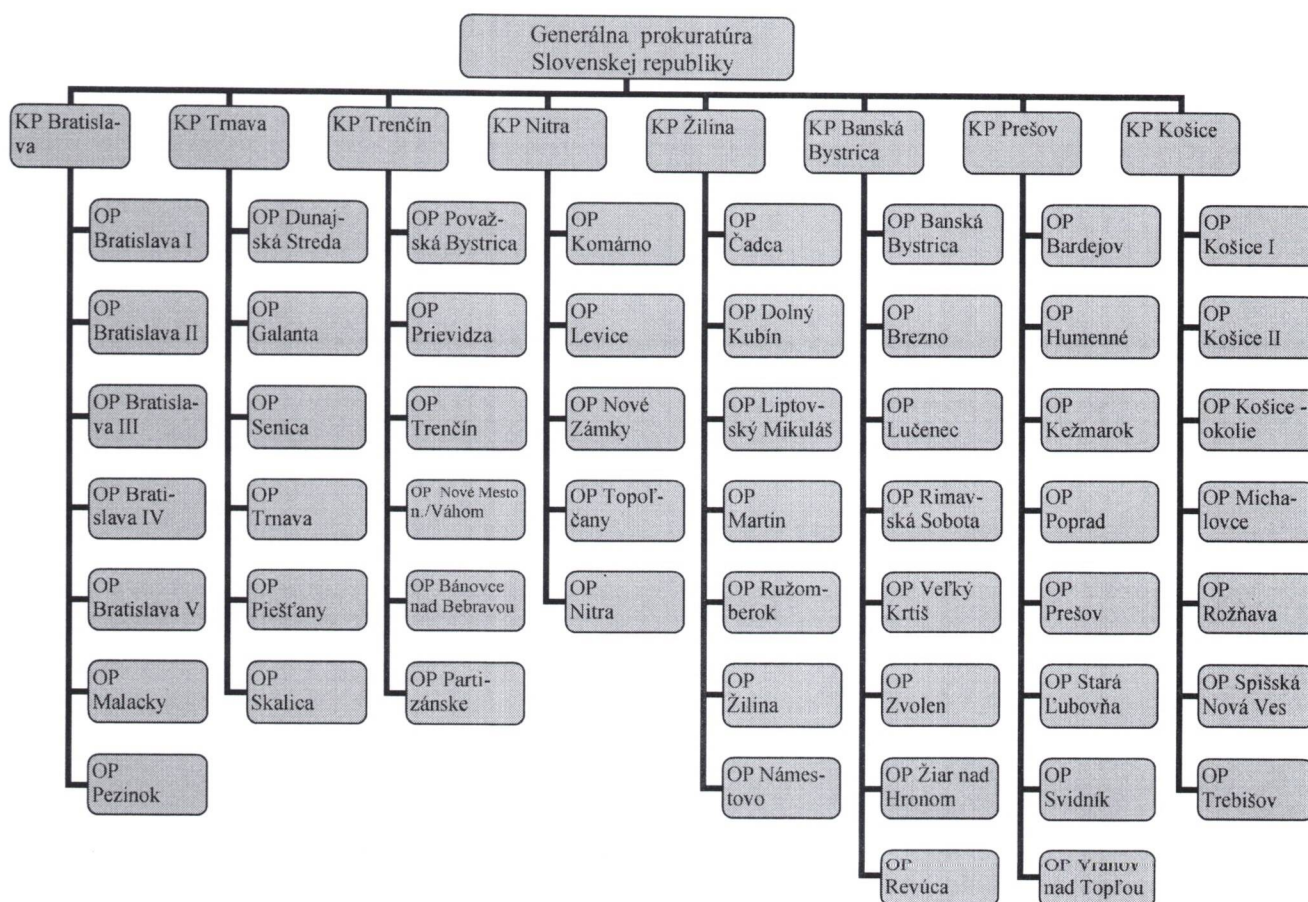 Generálna prokuratúra
Slovenskej republiky
KP Bratisla-
va
KP Trnava
KP Trenčín
KP Nitra
KP Žilina
KP Banská
Bystrica
KP Prešov
KP Košice
OP
Bratislava I
OP
Bratislava II
OP Bratisla-
va III
OP Brati-
slava IV
OP
Bratislava V
OP
Malacky
OP
Pezinok
OP Dunaj-
ská Streda
OP
Galanta
OP
Senica
OP
Trnava
OP
Piešťany
OP
Skalica
OP Považ-
ská Bystrica
OP
Prievidza
OP
Trenčín
OP Nové Mesto
n./Váhom
OP Bánovce
nad Bebravou
OP Parti-
zánske
OP
Komárno
OP
Levice
OP Nové
Zámky
OP Topoľ-
čany
OP
Nitra
OP
Čadca
OP Dolný
Kubín
OP Liptov-
ský Mikuláš
OP
Martin
OP Ružom-
berok
OP
Žilina
OP Námes-
tovo
OP Banská
Bystrica
OP
Brezno
OP
Lučenec
OP Rimav-
ská Sobota
OP Veľký
Krtíš
OP
Zvolen
OP Žiar nad
Hronom
OP
Revúca
OP
Bardejov
OP
Humenné
OP
Kežmarok
OP
Poprad
OP
Prešov
OP Stará
Ľubovňa
OP
Svidník
OP Vranov
nad Topľou
OP
Košice I
OP
Košice II
OP Košice -
okolie
OP Micha-
lovce
OP
Rožňava
OP Spišská
Nová Ves
OP
Trebišov